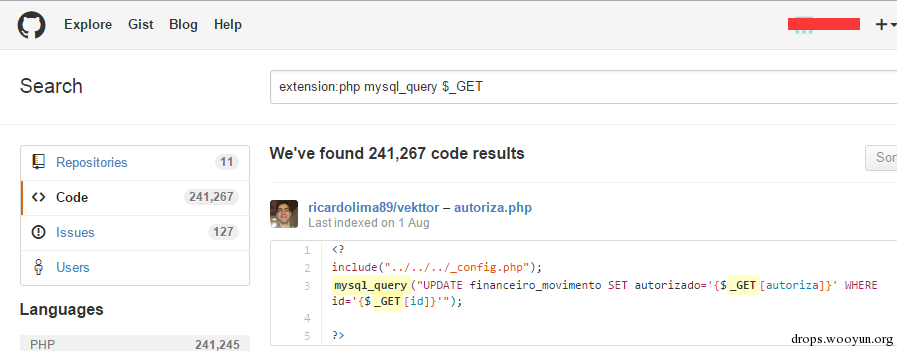 Explore Gist Blog Help
Search
extension:php mysql_query $_GET
Repositories 11
Code 241,267
Issues 127
Users
Languages
PHP 241,245
We've found 241,267 code results
Sor
ricardolima89/vekttor – autoriza.php
Last indexed on 1 Aug
1 <?
2 include("../../../_config.php");
3 mysql_query("UPDATE financeiro_movimento SET autorizado='{$_GET[autoriza]}' WHERE
id='{$_GET[id]}'");
4
5 ?>
drops.wooyun.org